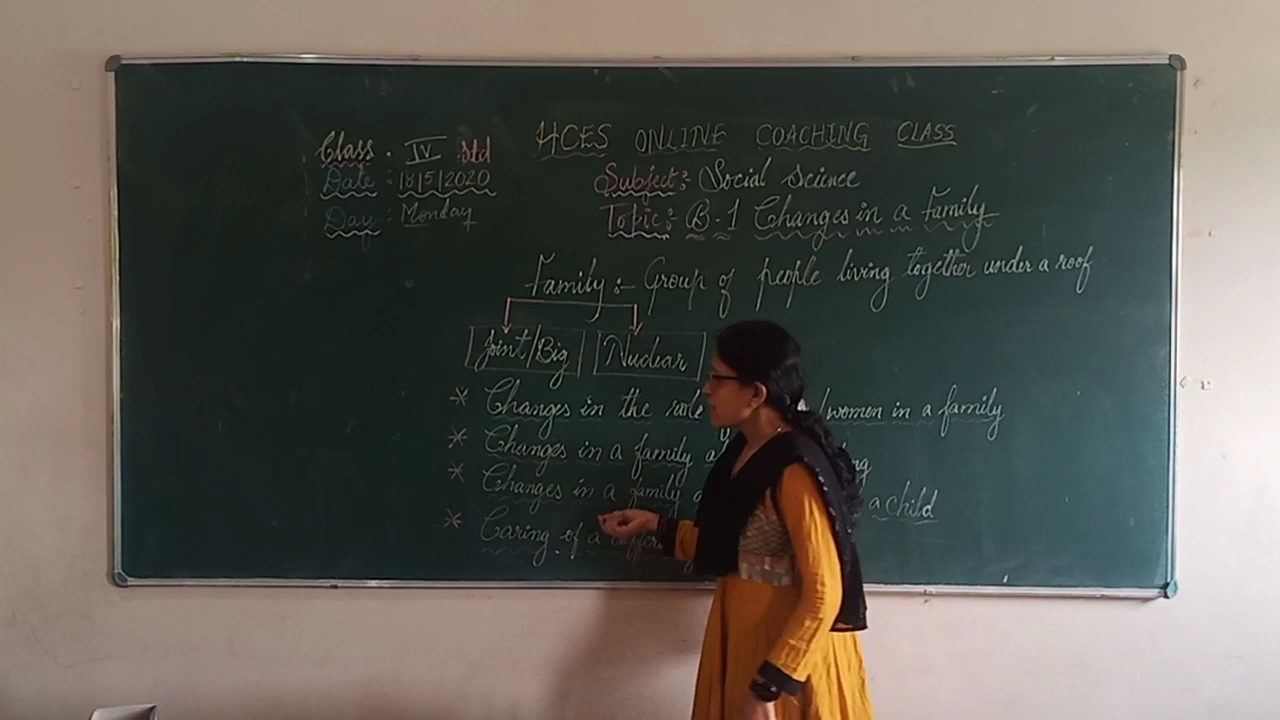 HCES ONLINE COACHING CLASS
Class : IV Std
Date : 18|5|2020
Day : Monday
Subject :- Social Science
Topic :- B.1 Changes in a Family
Family :- Group of people living together under a roof
Joint/Big Nuclear
* Changes in the role /women in a family
* Changes in a family
* Changes in a family a child
* Caring of a